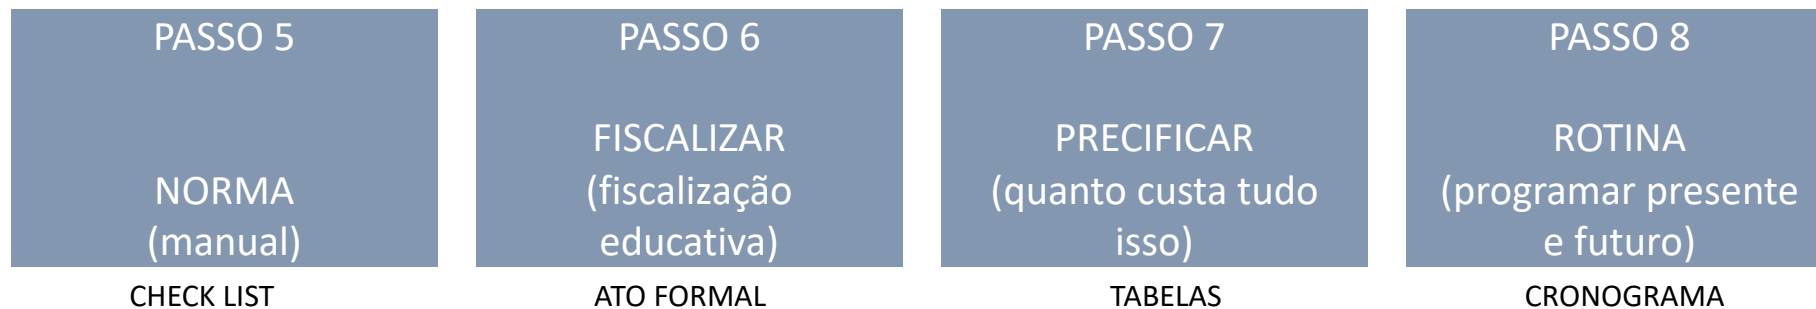 PASSO 5
NORMA
(manual)
CHECK LIST
PASSO 6
FISCALIZAR
(fiscalização
educativa)
ATO FORMAL
PASSO 7
PRECIFICAR
(quanto custa tudo
isso)
TABELAS
PASSO 8
ROTINA
(programar presente
e futuro)
CRONOGRAMA